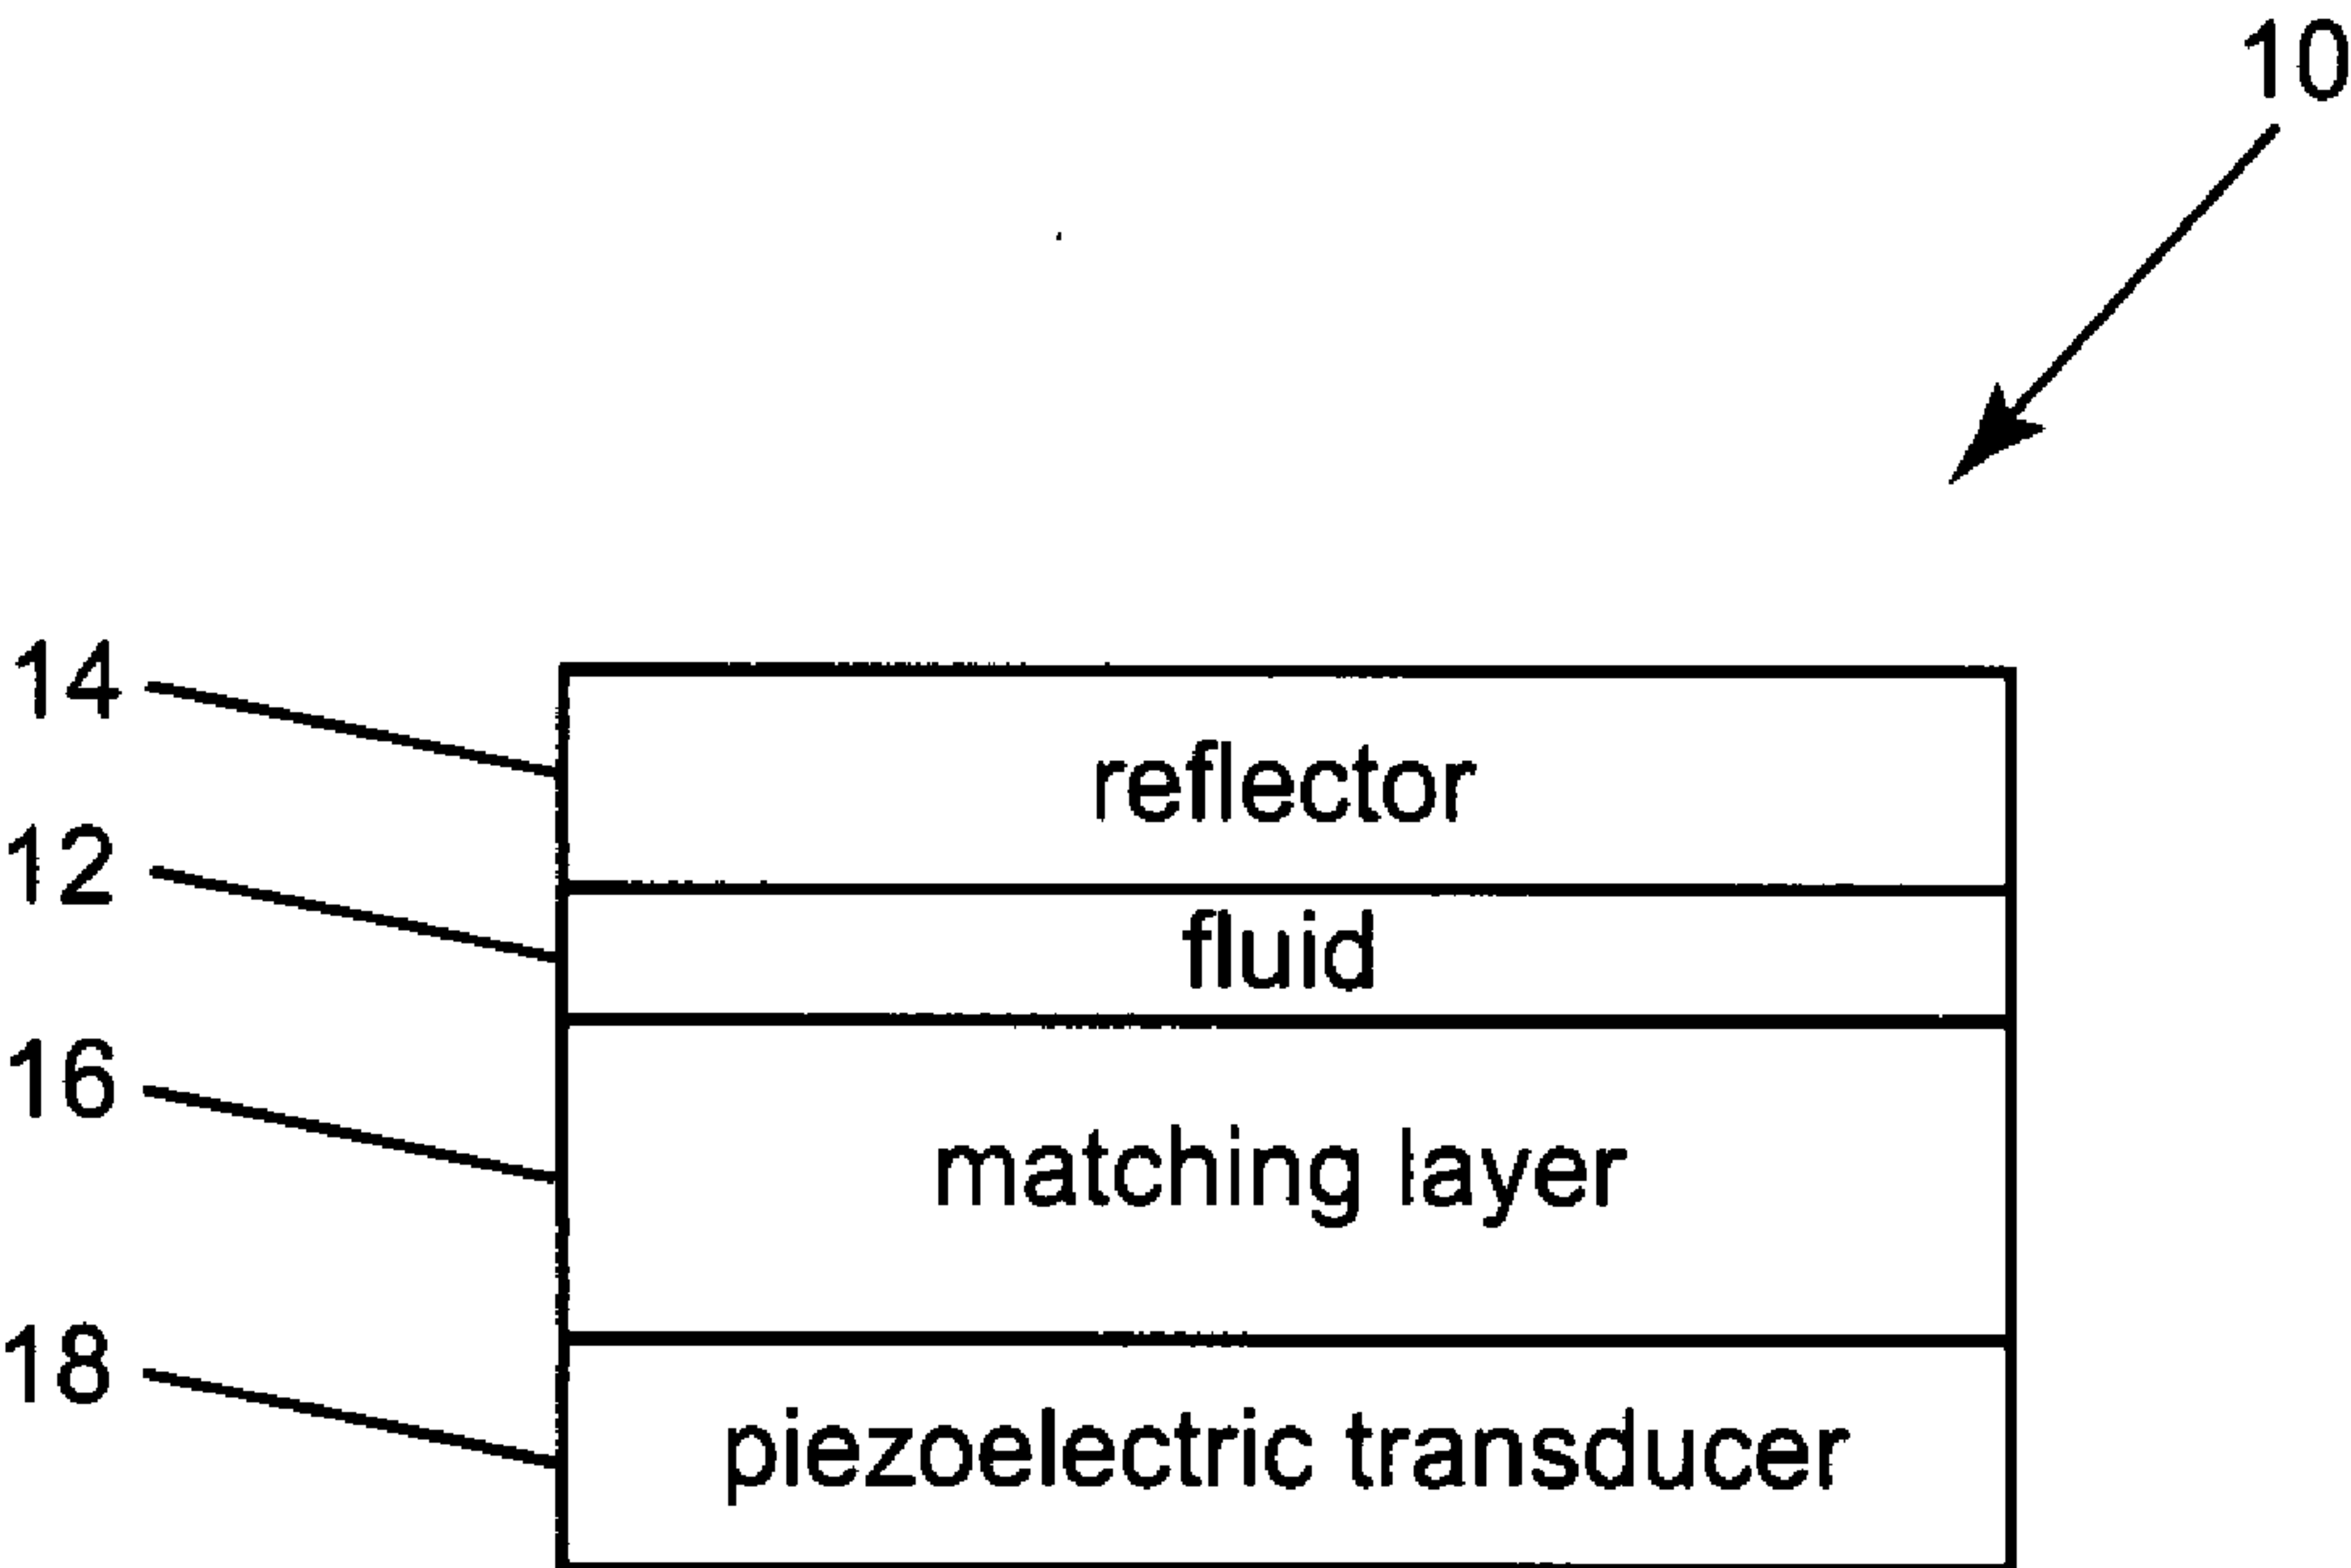 10
14
reflector
12
fluid
16
matching layer
18
piezoelectric transducer